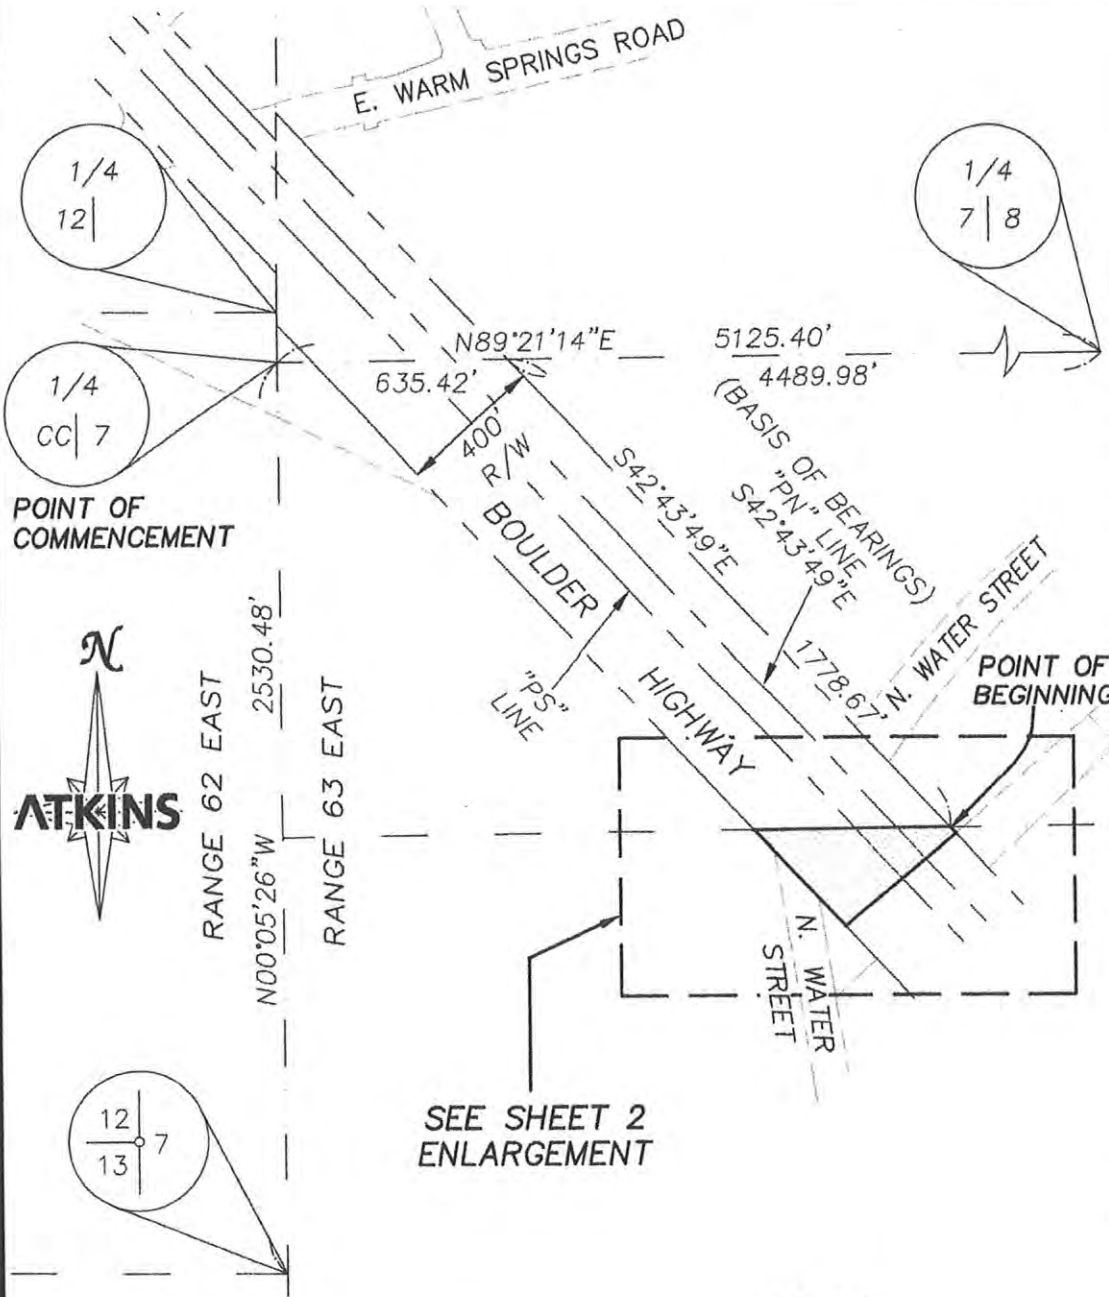 E. WARM SPRINGS ROAD
1/4
12
1/4
7 8
N89°21'14"E
5125.40'
635.42'
4489.98'
1/4
CC 7
POINT OF
COMMENCEMENT
400'
R/W
BOULDER
HIGHWAY
S42°43'49"E
(BASIS OF BEARINGS)
"PN" LINE
S42°43'49"E
1778.67'
N. WATER STREET
"PS"
LINE
POINT OF
BEGINNING
N
ATKINS
RANGE 62 EAST
N00°05'26"W 2530.48'
RANGE 63 EAST
N. WATER
STREET
SEE SHEET 2
ENLARGEMENT
12
7
13